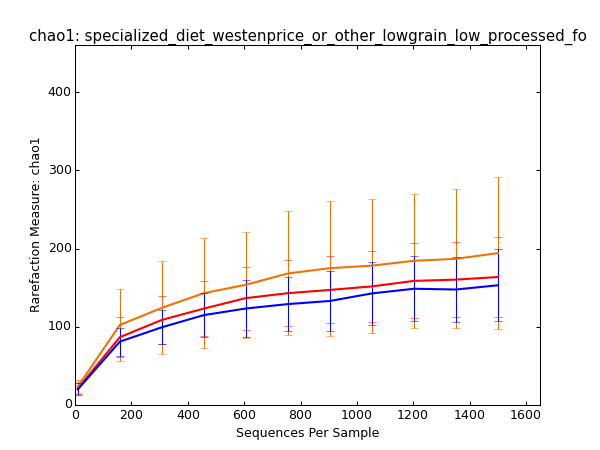 chao1: specialized_diet_westenprice_or_other_lowgrain_low_processed_fo
400
300
200
100
0
Rarefaction Measure: chao1
0 200 400 600 800 1000 1200 1400 1600
Sequences Per Sample